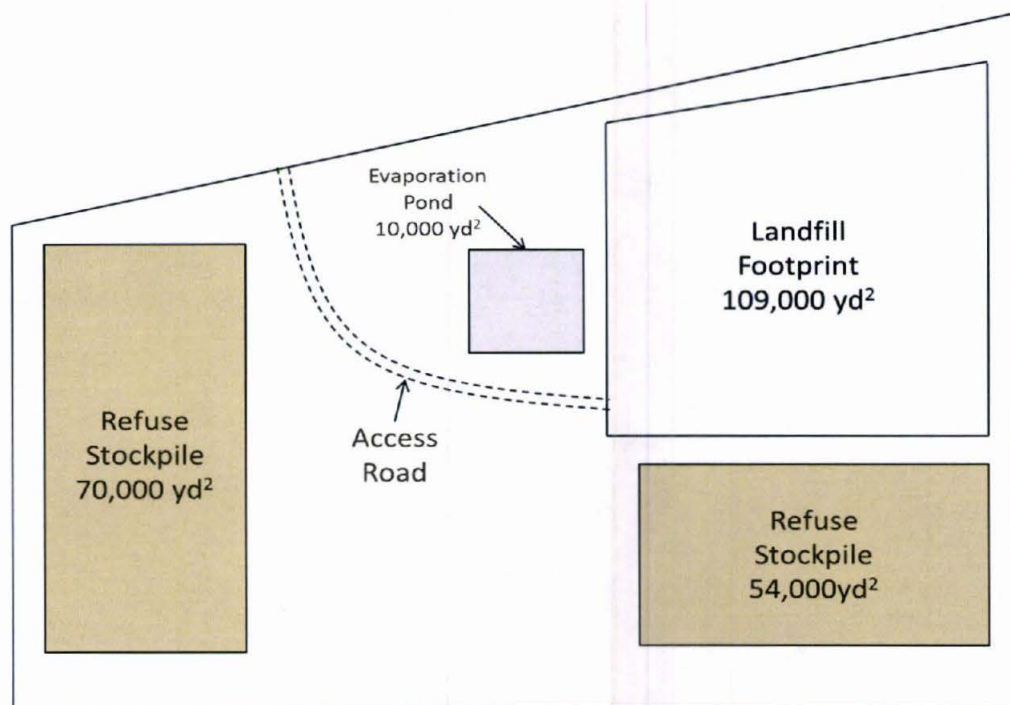 Evaporation
Pond
10,000 yd²
Landfill
Footprint
109,000 yd²
Refuse
Stockpile
70,000 yd²
Access
Road
Refuse
Stockpile
54,000yd²